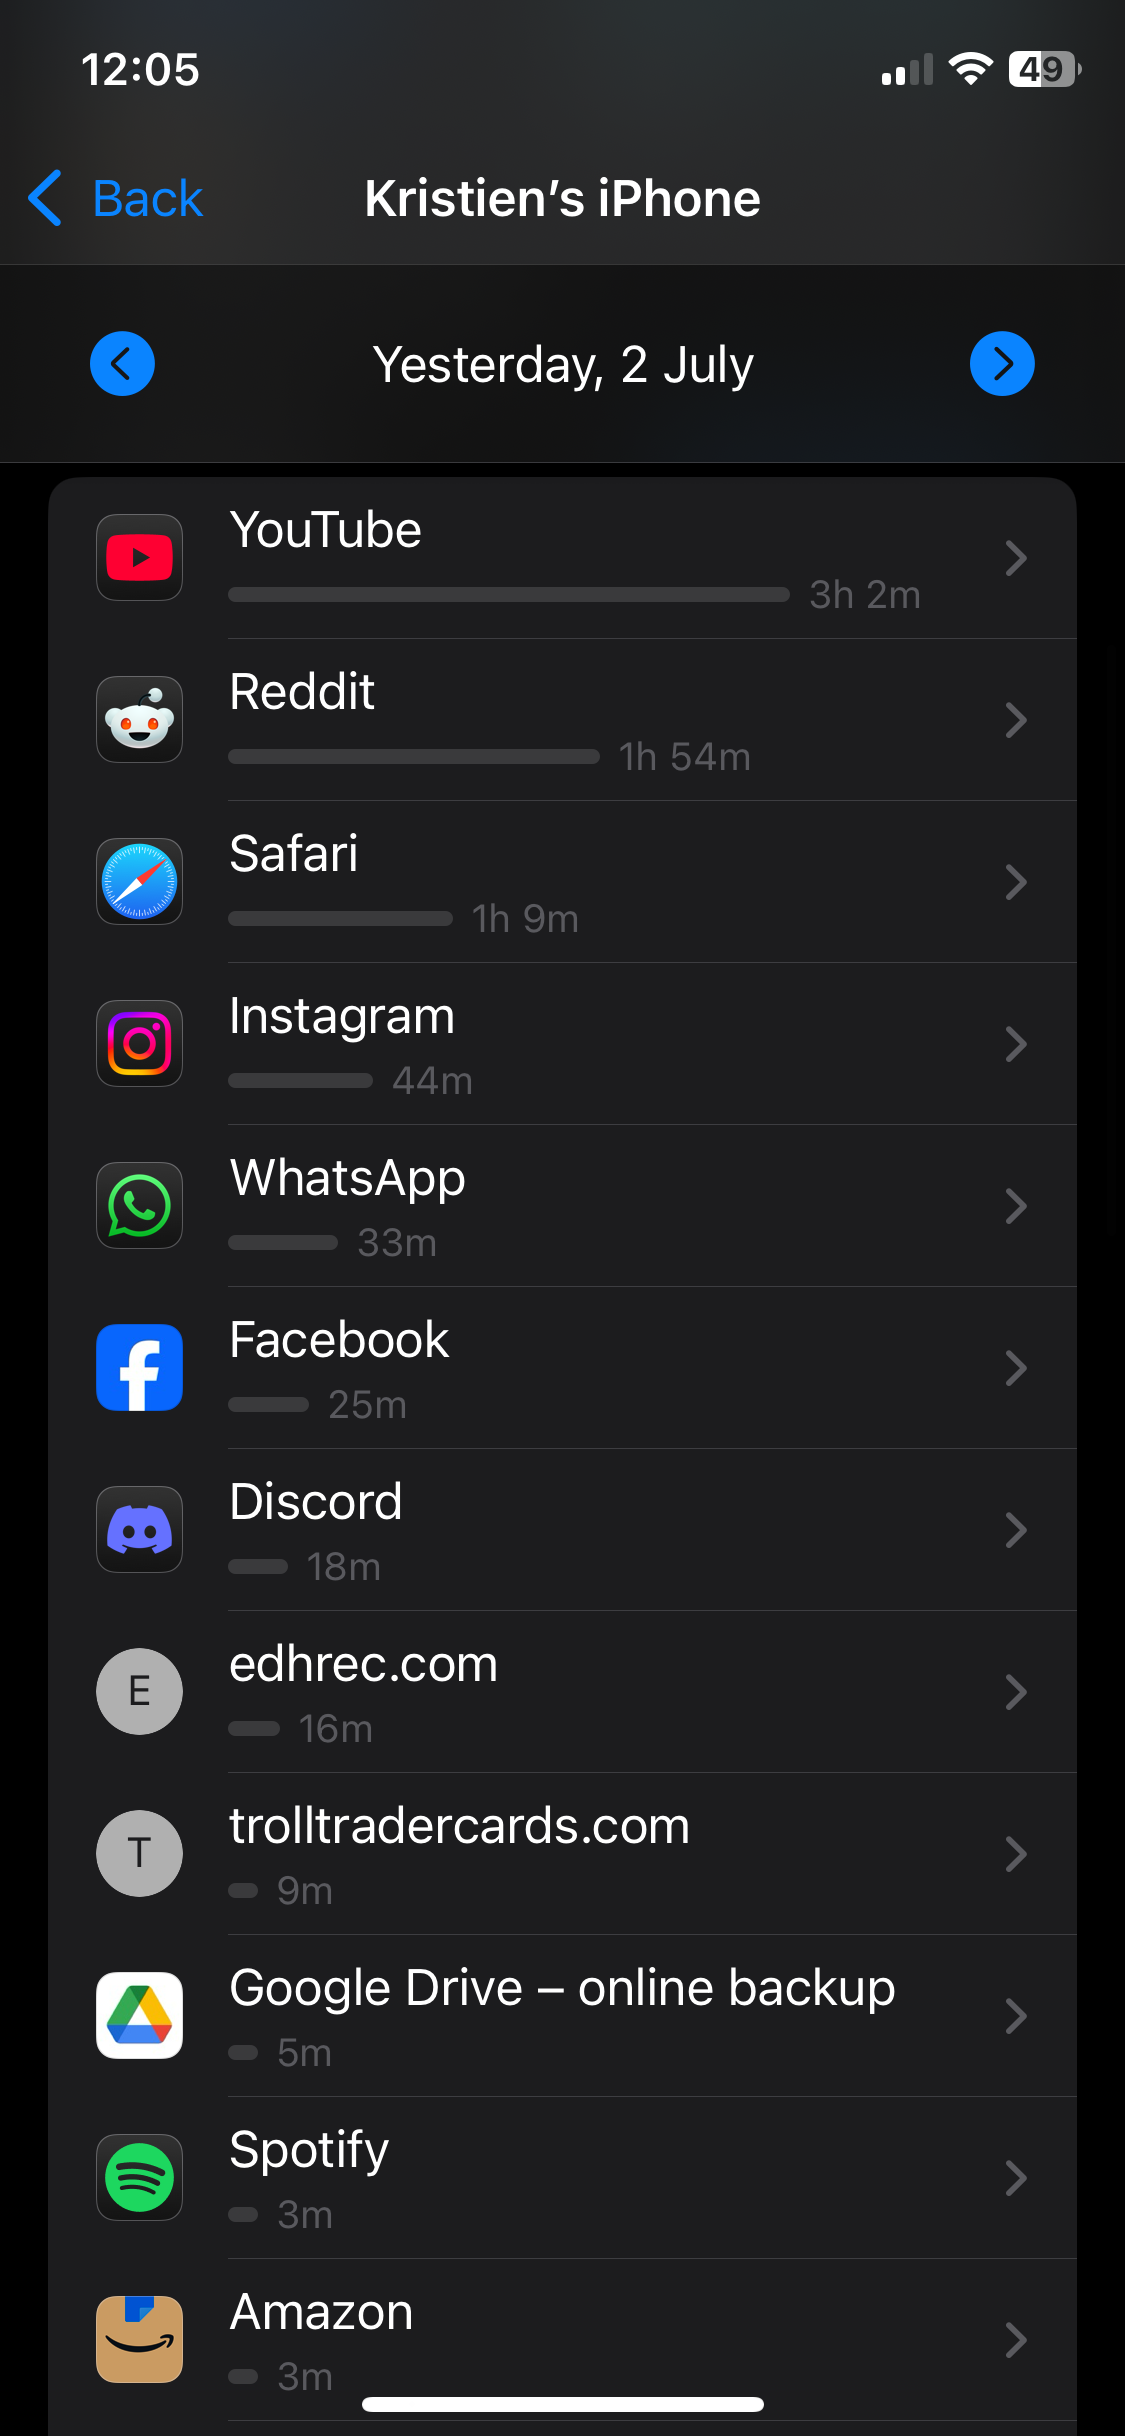 12:05
49
Back
Kristien’s iPhone
Yesterday, 2 July
YouTube
3h 2m
Reddit
1h 54m
Safari
1h 9m
Instagram
44m
WhatsApp
33m
Facebook
25m
Discord
18m
E
edhrec.com
16m
T
trolltradercards.com
9m
Google Drive – online backup
5m
Spotify
3m
Amazon
3m